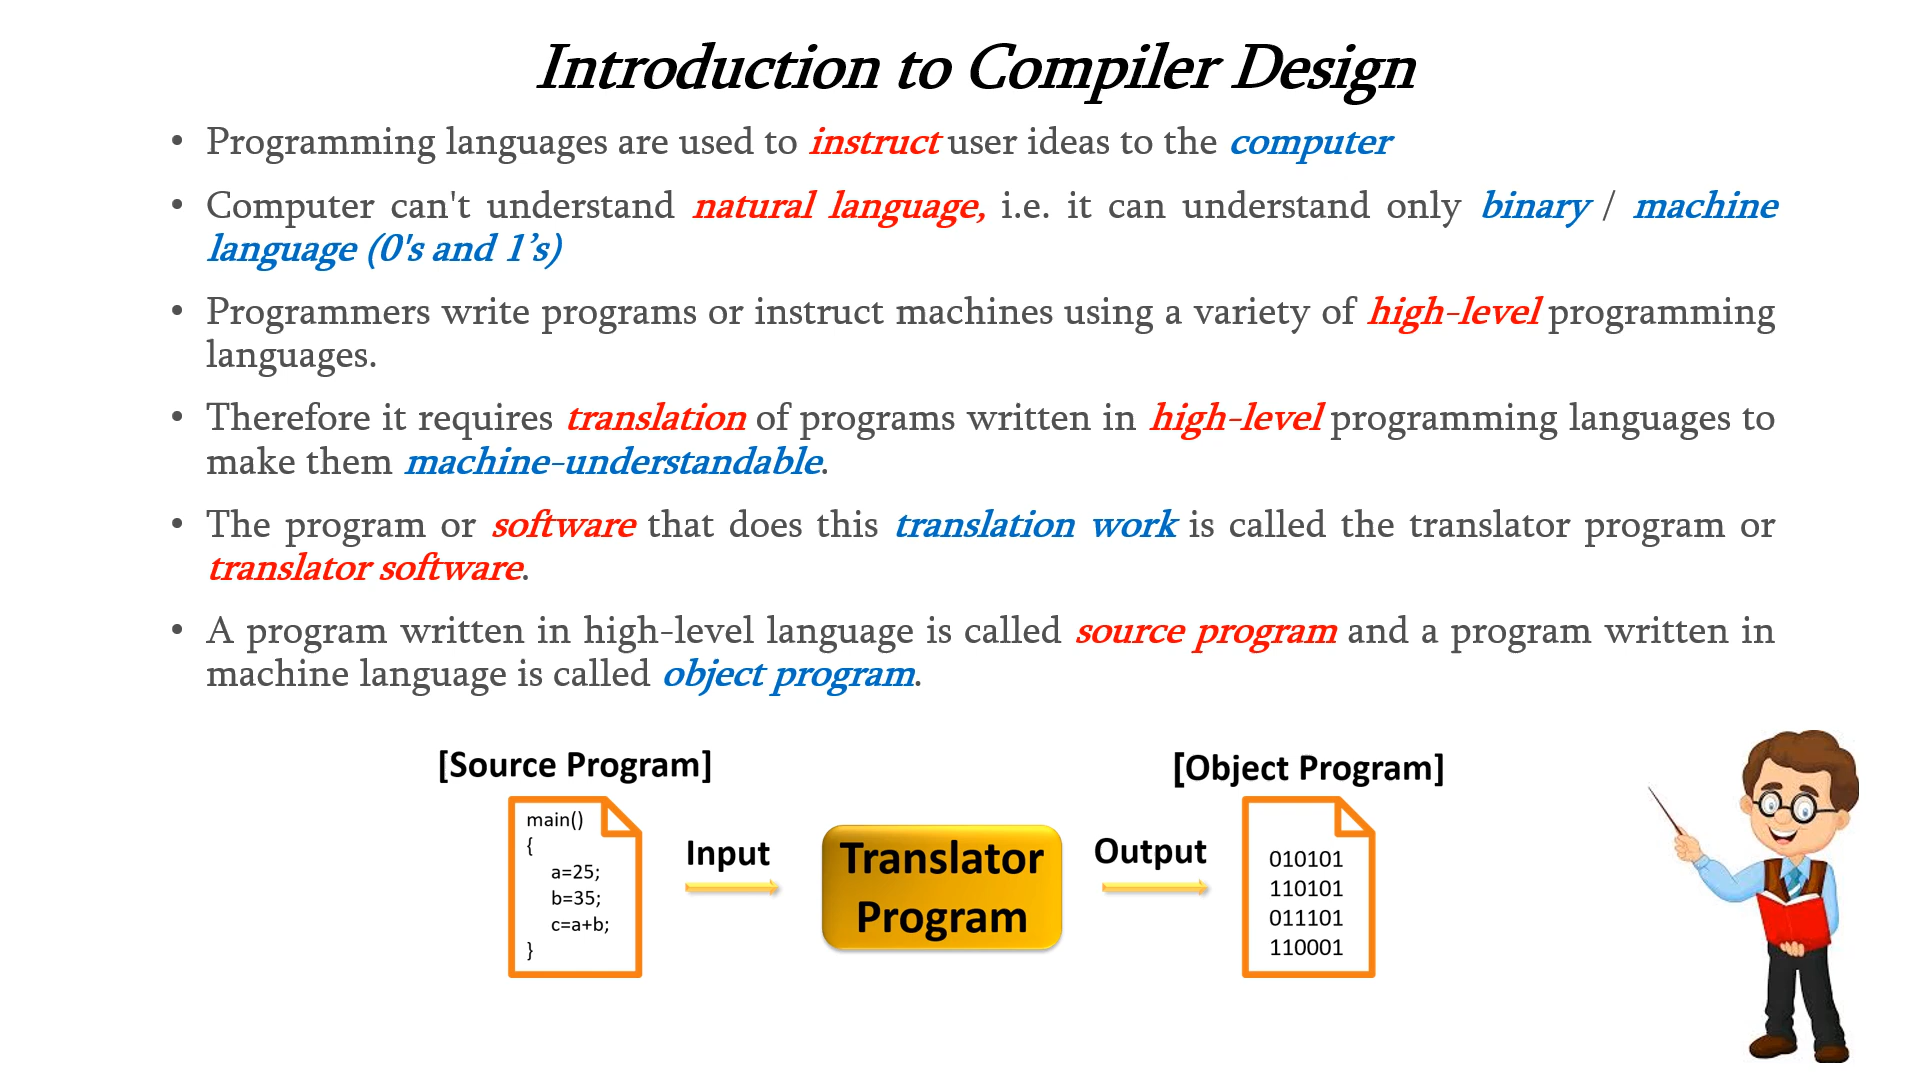 Introduction to Compiler Design
• Programming languages are used to instruct user ideas to the computer
• Computer can't understand natural language, i.e. it can understand only binary / machine
language (0's and 1’s)
• Programmers write programs or instruct machines using a variety of high-level programming
languages.
• Therefore it requires translation of programs written in high-level programming languages to
make them machine-understandable.
• The program or software that does this translation work is called the translator program or
translator software.
• A program written in high-level language is called source program and a program written in
machine language is called object program.
[Source Program]
main()
{
a=25;
b=35;
c=a+b;
}
Input
Translator
Program
Output
[Object Program]
010101
110101
011101
110001